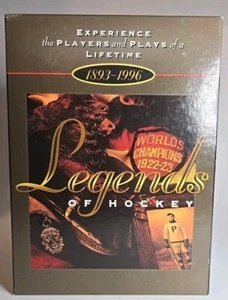 EXPERIENCE
the PLAYERS and PLAYS of a
LIFETIME
1893-1996
WORLDS
CHAMPIONS
1922-23
Legends
OF HOCKEY
P